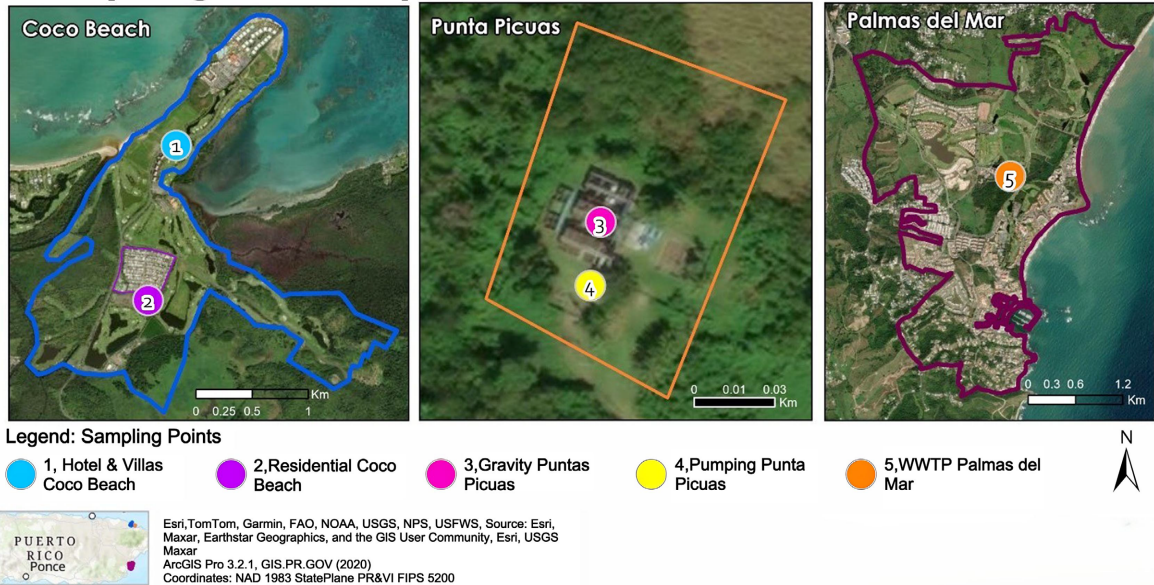 Coco Beach
Punta Picuas
Palmas del Mar
1
2
3
4
5
Km
0 0.25 0.5 1
0 0.01 0.03
Km
0 0.3 0.6 1.2
Km
Legend: Sampling Points
1, Hotel & Villas
Coco Beach
2,Residential Coco
Beach
3,Gravity Puntas
Picuas
4,Pumping Punta
Picuas
5,WWTP Palmas del
Mar
N
PUERTO
RICO
Ponce
Esri,TomTom, Garmin, FAO, NOAA, USGS, NPS, USFWS, Source: Esri,
Maxar, Earthstar Geographics, and the GIS User Community, Esri, USGS
Maxar
ArcGIS Pro 3.2.1, GIS.PR.GOV (2020)
Coordinates: NAD 1983 StatePlane PR&VI FIPS 5200